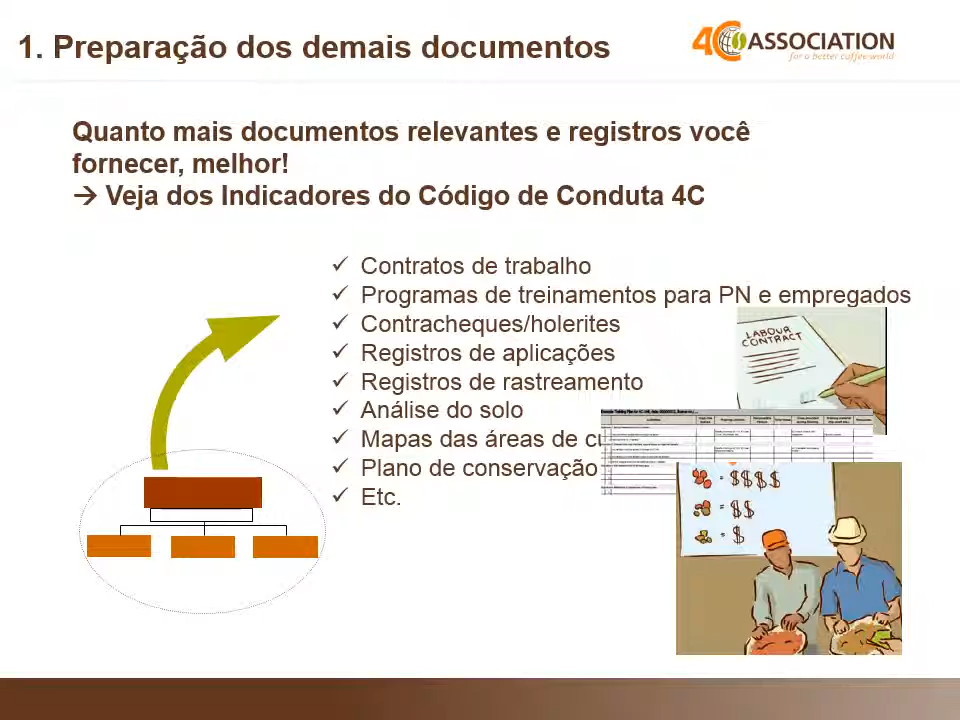 1. Preparação dos demais documentos
4C ASSOCIATION
for a better coffee world
Quanto mais documentos relevantes e registros você
fornecer, melhor!
→ Veja dos Indicadores do Código de Conduta 4C
✓ Contratos de trabalho
✓ Programas de treinamentos para PN e empregados
✓ Contracheques/holerites
✓ Registros de aplicações
✓ Registros de rastreamento
✓ Análise do solo
✓ Mapas das áreas de cu
✓ Plano de conservação
✓ Etc.
LABOUR
CONTRACT
= $$$$
= $$
= $